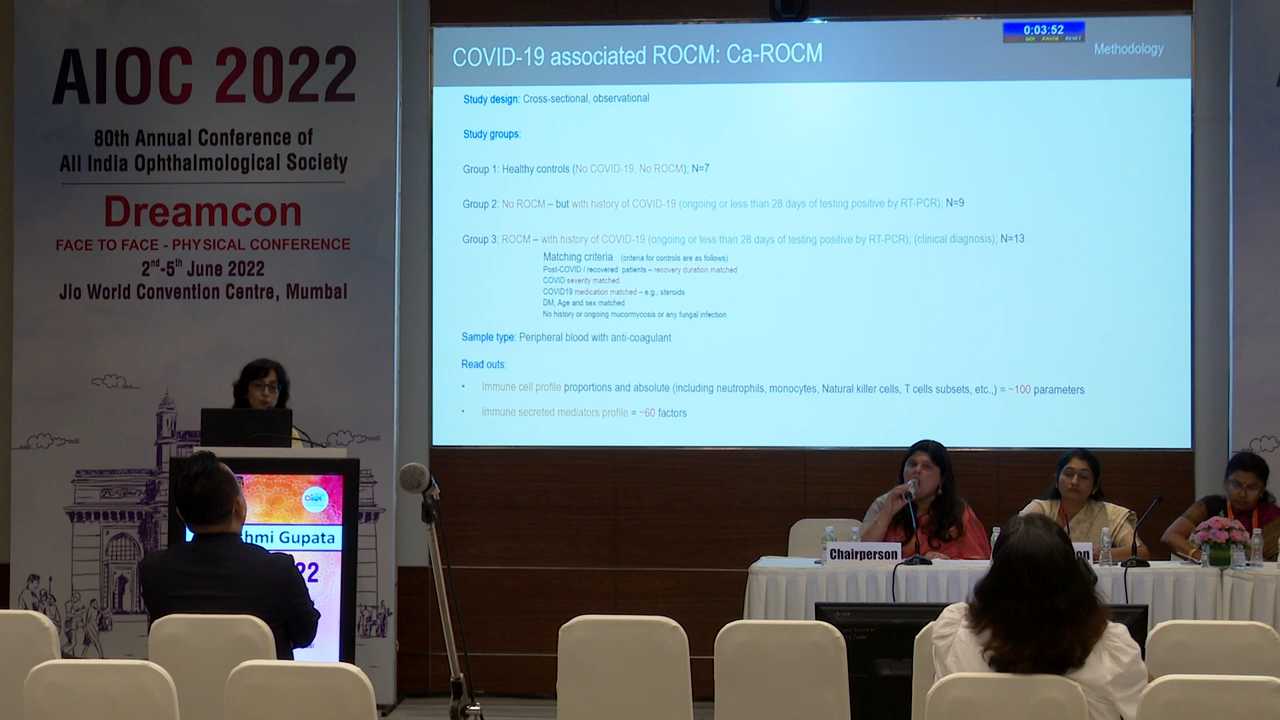 AIOC 2022
80th Annual Conference of
All India Ophthalmological Society
Dreamcon
FACE TO FACE - PHYSICAL CONFERENCE
2nd-5th June 2022
Jio World Convention Centre, Mumbai
0:03:52
PAUSE RESET
COVID-19 associated ROCM: Ca-ROCM
Methodology
Study design: Cross-sectional, observational
Study groups:
Group 1: Healthy controls (No COVID-19, No ROCM); N=7
Group 2: No ROCM – but with history of COVID-19 (ongoing or less than 28 days of testing positive by RT-PCR); N=9
Group 3: ROCM – with history of COVID-19 (ongoing or less than 28 days of testing positive by RT-PCR); (clinical diagnosis); N=13
Matching criteria (criteria for controls are as follows)
Post-COVID / recovered patients – recovery duration matched
COVID severity matched
COVID19 medication matched – e.g., steroids
DM, Age and sex matched
No history or ongoing mucormycosis or any fungal infection
Sample type: Peripheral blood with anti-coagulant
Read outs:
• Immune cell profile proportions and absolute (including neutrophils, monocytes, Natural killer cells, T cells subsets, etc.,) = ~100 parameters
• Immune secreted mediators profile = ~60 factors
hmi Gupata
22
Chairperson
on